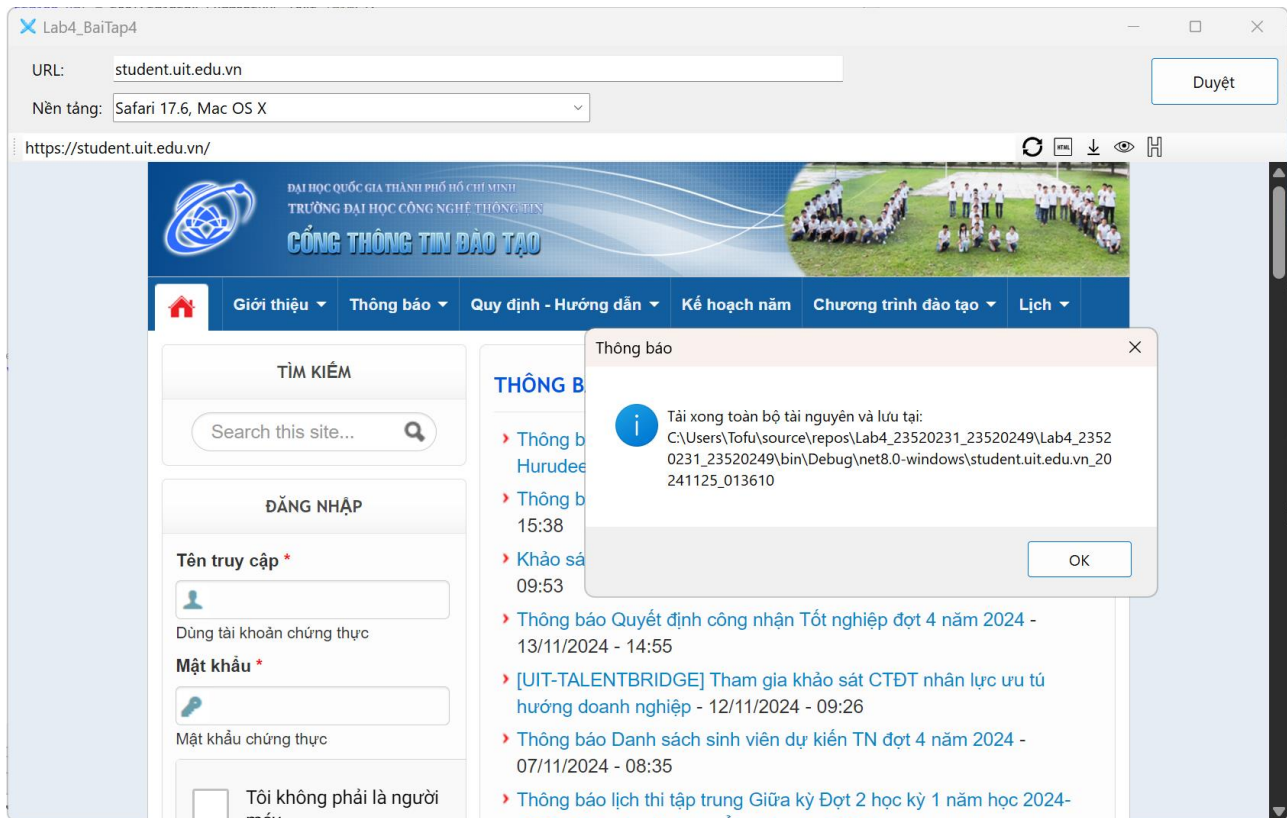 Lab4_BaiTap4
URL:
student.uit.edu.vn
Duyệt
Nền tảng:
Safari 17.6, Mac OS X
https://student.uit.edu.vn/
HTML
ĐẠI HỌC QUỐC GIA THÀNH PHỐ HỒ CHÍ MINH
TRƯỜNG ĐẠI HỌC CÔNG NGHỆ THÔNG TIN
CỔNG THÔNG TIN ĐÀO TẠO
Giới thiệu
Thông báo
Quy định - Hướng dẫn
Kế hoạch năm
Chương trình đào tạo
Lịch
TÌM KIẾM
Search this site...
ĐĂNG NHẬP
Tên truy cập *
Dùng tài khoản chứng thực
Mật khẩu *
Mật khẩu chứng thực
Tôi không phải là người
THÔNG B
Thông b
Hurudee
Thông b
15:38
Khảo sá
09:53
Thông báo Quyết định công nhận Tốt nghiệp đợt 4 năm 2024 -
13/11/2024 - 14:55
[UIT-TALENTBRIDGE] Tham gia khảo sát CTĐT nhân lực ưu tú
hướng doanh nghiệp - 12/11/2024 - 09:26
Thông báo Danh sách sinh viên dự kiến TN đợt 4 năm 2024 -
07/11/2024 - 08:35
Thông báo lịch thi tập trung Giữa kỳ Đợt 2 học kỳ 1 năm học 2024-
Thông báo
Tải xong toàn bộ tài nguyên và lưu tại:
C:\Users\Tofu\source\repos\Lab4_23520231_23520249\Lab4_2352
0231_23520249\bin\Debug\net8.0-windows\student.uit.edu.vn_20
241125_013610
OK